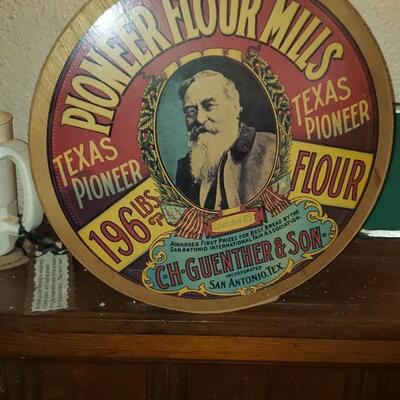 PIONEER FLOUR MILLS
TEXAS
PIONEER
TEXAS
PIONEER
196 LBS
FLOUR
AWARDED FIRST PRIZES FOR BEST BREAD BY THE
SAN ANTONIO INTERNATIONAL FAIR ASSOCIATION
C.H. GUENTHER & SON
INCORPORATED
SAN ANTONIO, TEX.